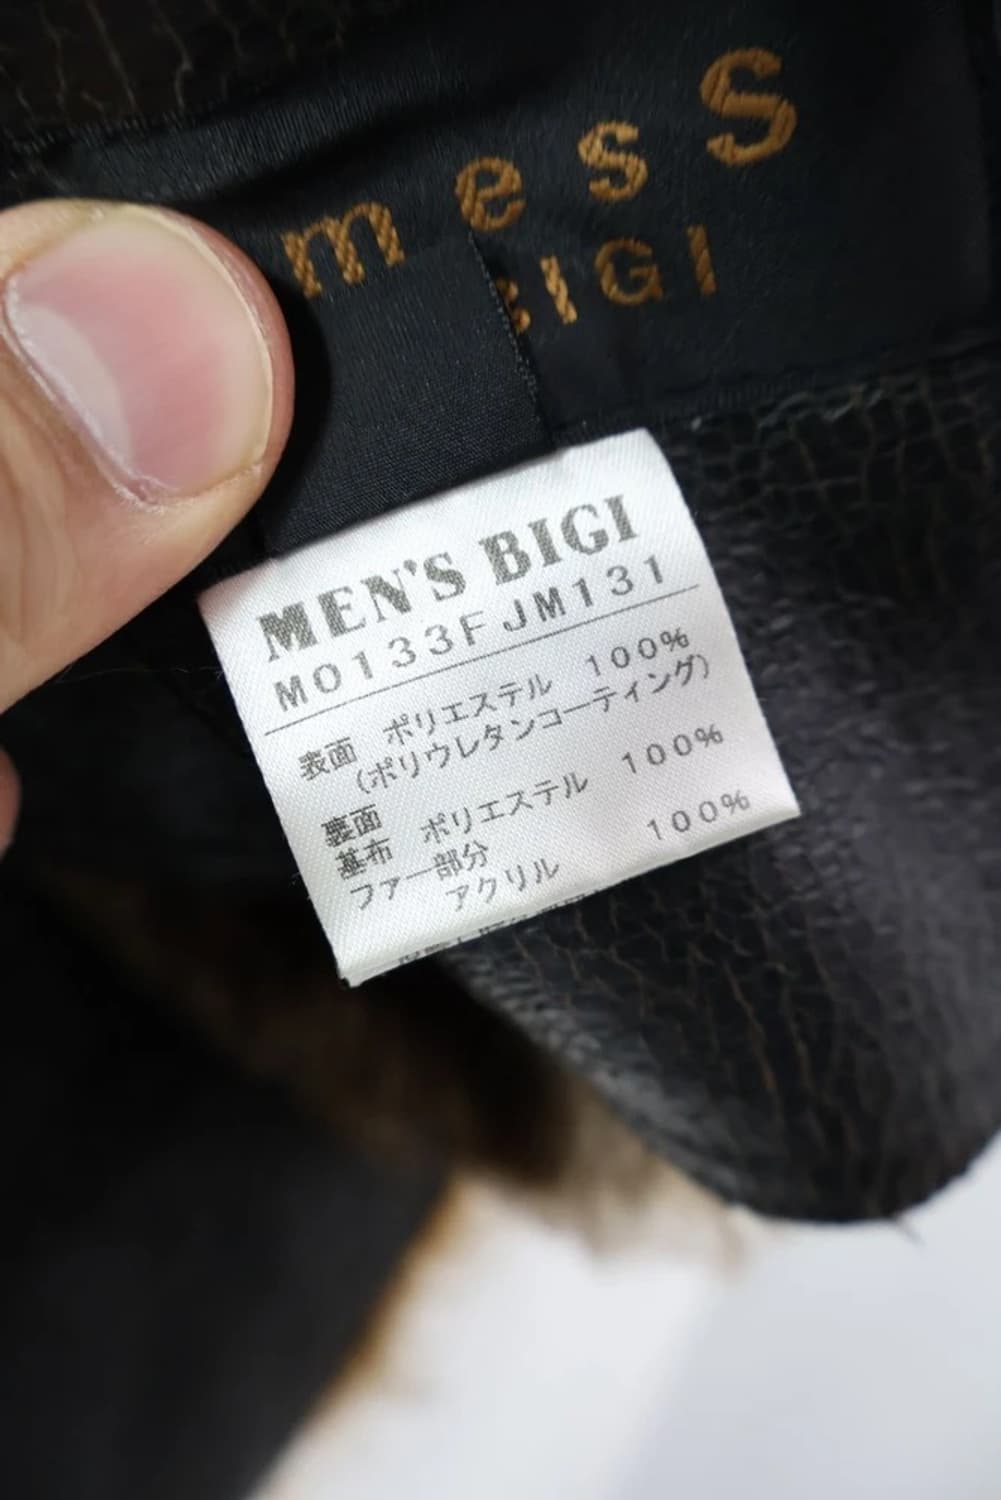 mesS
BIGI
MEN'S BIGI
M0133FJM131
表面 ポリエステル 100%
(ポリウレタンコーティング)
裏面
基布 ポリエステル 100%
ファー部分
アクリル 100%